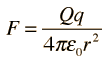 F = Qq / 4πε₀r²